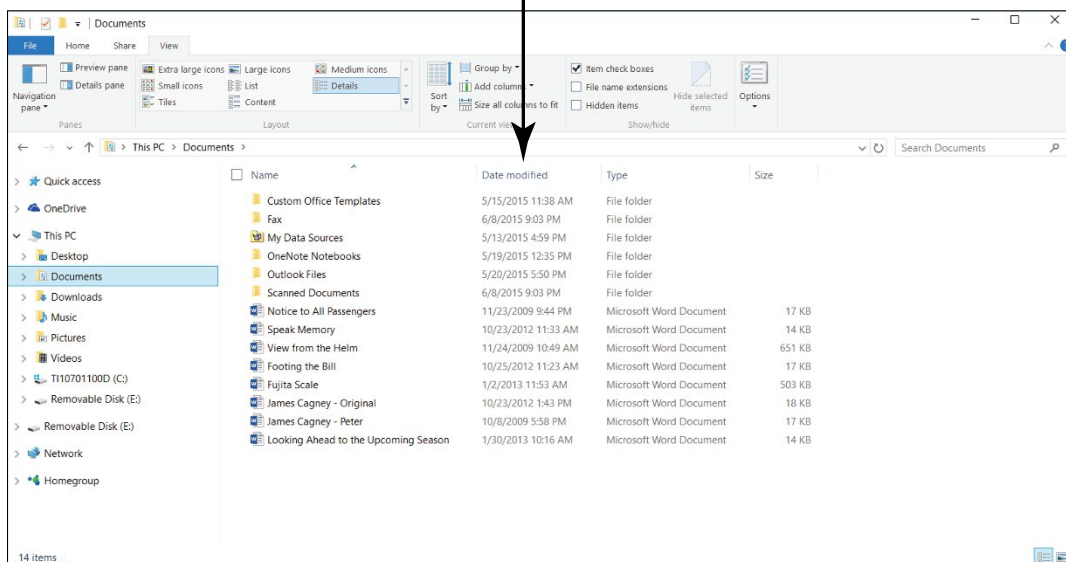 Documents
File Home Share View
Preview pane Extra large icons Large icons Medium icons Group by Item check boxes
Details pane Small icons List Details Add columns File name extensions
Navigation pane Tiles Content Sort by Size all columns to fit Hidden items Hide selected items Options
Panes Layout Current view Show/hide
This PC > Documents > Search Documents
Name Date modified Type Size
Quick access
OneDrive
This PC
Desktop
Documents
Downloads
Music
Pictures
Videos
TI10701100D (C:)
Removable Disk (E:)
Removable Disk (E:)
Network
Homegroup
Custom Office Templates 5/15/2015 11:38 AM File folder
Fax 6/8/2015 9:03 PM File folder
My Data Sources 5/13/2015 4:59 PM File folder
OneNote Notebooks 5/19/2015 12:35 PM File folder
Outlook Files 5/20/2015 5:50 PM File folder
Scanned Documents 6/8/2015 9:03 PM File folder
Notice to All Passengers 11/23/2009 9:44 PM Microsoft Word Document 17 KB
Speak Memory 10/23/2012 11:33 AM Microsoft Word Document 14 KB
View from the Helm 11/24/2009 10:49 AM Microsoft Word Document 651 KB
Footing the Bill 10/25/2012 11:23 AM Microsoft Word Document 17 KB
Fujita Scale 1/2/2013 11:53 AM Microsoft Word Document 503 KB
James Cagney - Original 10/23/2012 1:43 PM Microsoft Word Document 18 KB
James Cagney - Peter 10/8/2009 5:58 PM Microsoft Word Document 17 KB
Looking Ahead to the Upcoming Season 1/30/2013 10:16 AM Microsoft Word Document 14 KB
14 items